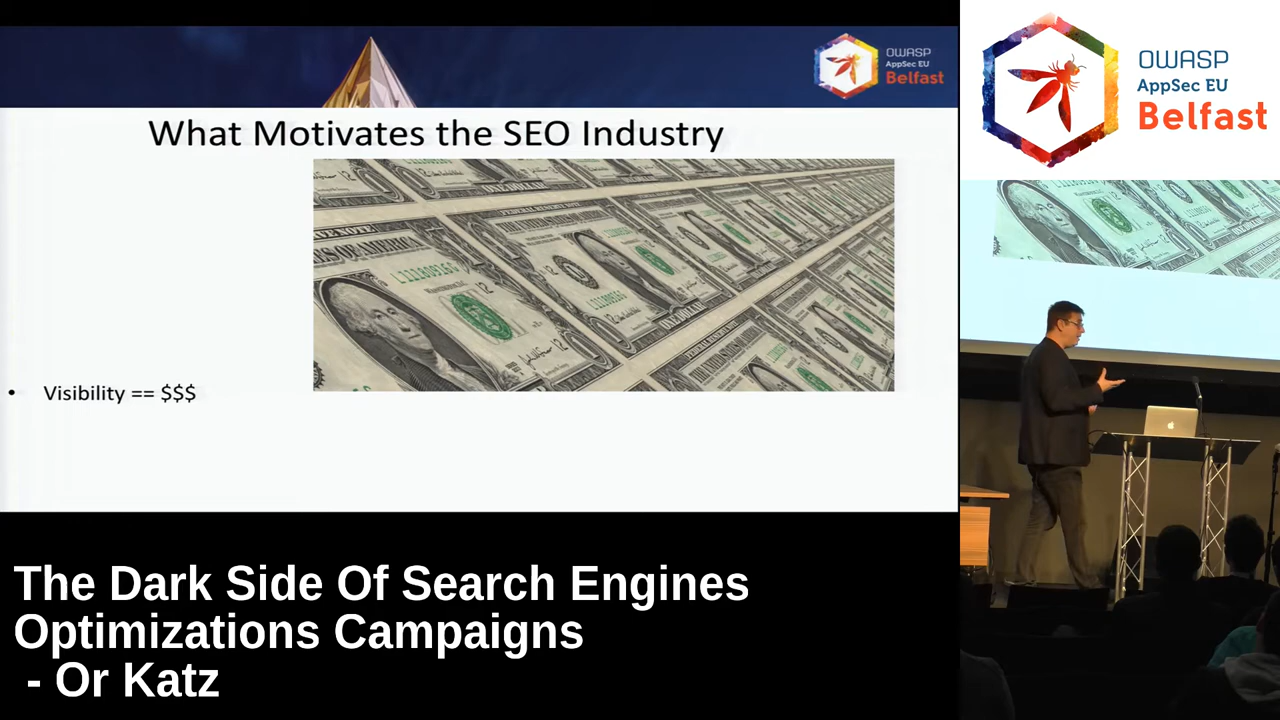 OWASP
AppSec EU
Belfast
What Motivates the SEO Industry
• Visibility == $$$
OWASP
AppSec EU
Belfast
The Dark Side Of Search Engines
Optimizations Campaigns
- Or Katz